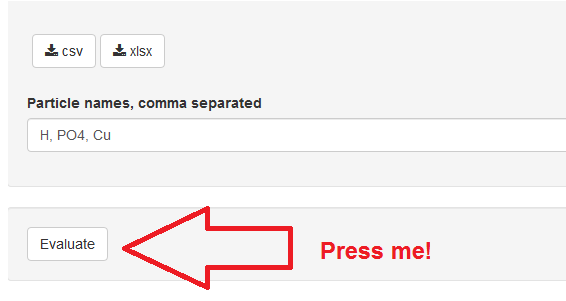 csv xlsx
Particle names, comma separated
H, PO4, Cu
Evaluate Press me!